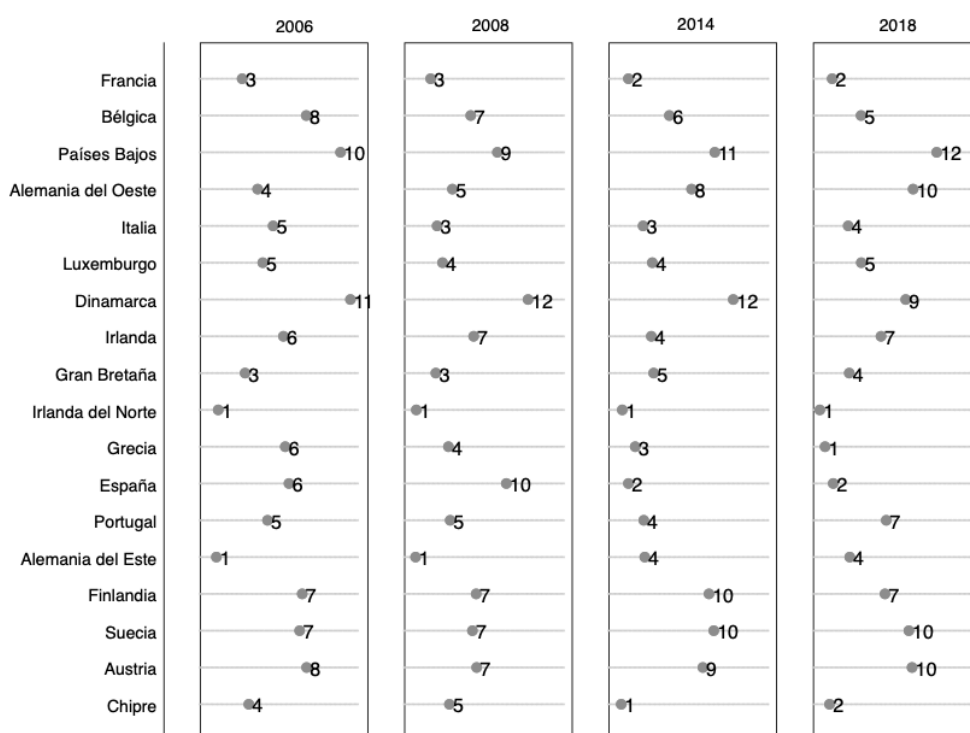 2006 2008 2014 2018
Francia 3 3 2 2
Bélgica 8 7 6 5
Países Bajos 10 9 11 12
Alemania del Oeste 4 5 8 10
Italia 5 3 3 4
Luxemburgo 5 4 4 5
Dinamarca 11 12 12 9
Irlanda 6 7 4 7
Gran Bretaña 3 3 5 4
Irlanda del Norte 1 1 1 1
Grecia 6 4 3 1
España 6 10 2 2
Portugal 5 5 4 7
Alemania del Este 1 1 4 4
Finlandia 7 7 10 7
Suecia 7 7 10 10
Austria 8 7 9 10
Chipre 4 5 1 2